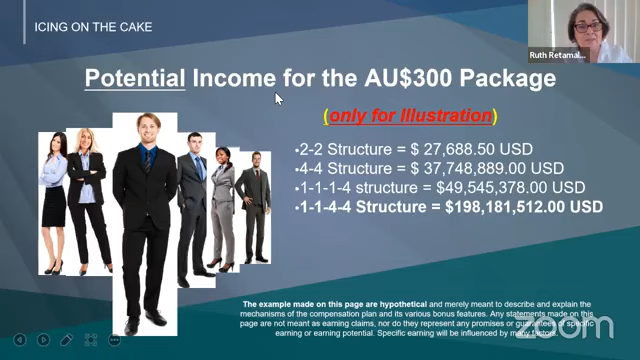 ICING ON THE CAKE
Ruth Retamal...
Potential Income for the AU$300 Package
(only for Illustration)
•2-2 Structure = $ 27,688.50 USD
•4-4 Structure = $ 37,748,889.00 USD
•1-1-1-4 structure = $49,545,378.00 USD
•1-1-4-4 Structure = $198,181,512.00 USD
The example made on this page are hypothetical and merely meant to describe and explain the
mechanisms of the compensation plan and its various bonus features. Any statements made on this
page are not meant as earning claims, nor do they represent any promises or guarantees of specific
earning or earning potential. Specific earning will be influenced by many factors.
zoom